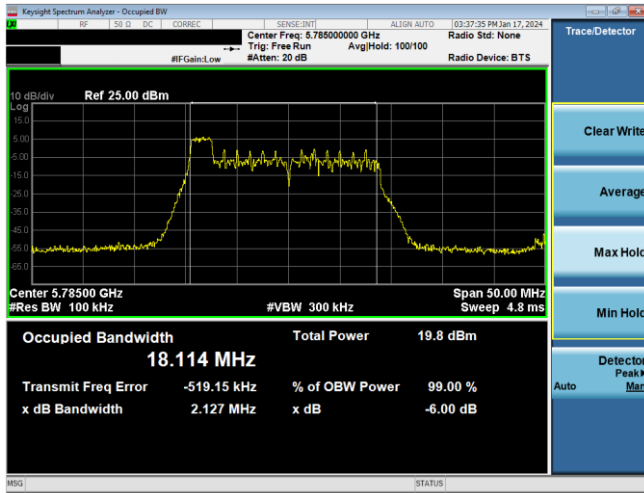 Keysight Spectrum Analyzer - Occupied BW
RF 50 Ω DC CORREC SENSE:INT ALIGN AUTO 03:37:35 PM Jan 17, 2024
Center Freq: 5.785000000 GHz Radio Std: None
Trig: Free Run Avg|Hold: 100/100
#IFGain:Low #Atten: 20 dB Radio Device: BTS
Trace/Detector
10 dB/div Ref 25.00 dBm
Log
15.0
5.00
-5.00
-15.0
-25.0
-35.0
-45.0
-55.0
-65.0
Center 5.78500 GHz Span 50.00 MHz
#Res BW 100 kHz #VBW 300 kHz Sweep 4.8 ms
Occupied Bandwidth Total Power 19.8 dBm
18.114 MHz
Transmit Freq Error -519.15 kHz % of OBW Power 99.00 %
x dB Bandwidth 2.127 MHz x dB -6.00 dB
Clear Write
Average
Max Hold
Min Hold
Detector
Peak
Auto Man
MSG STATUS